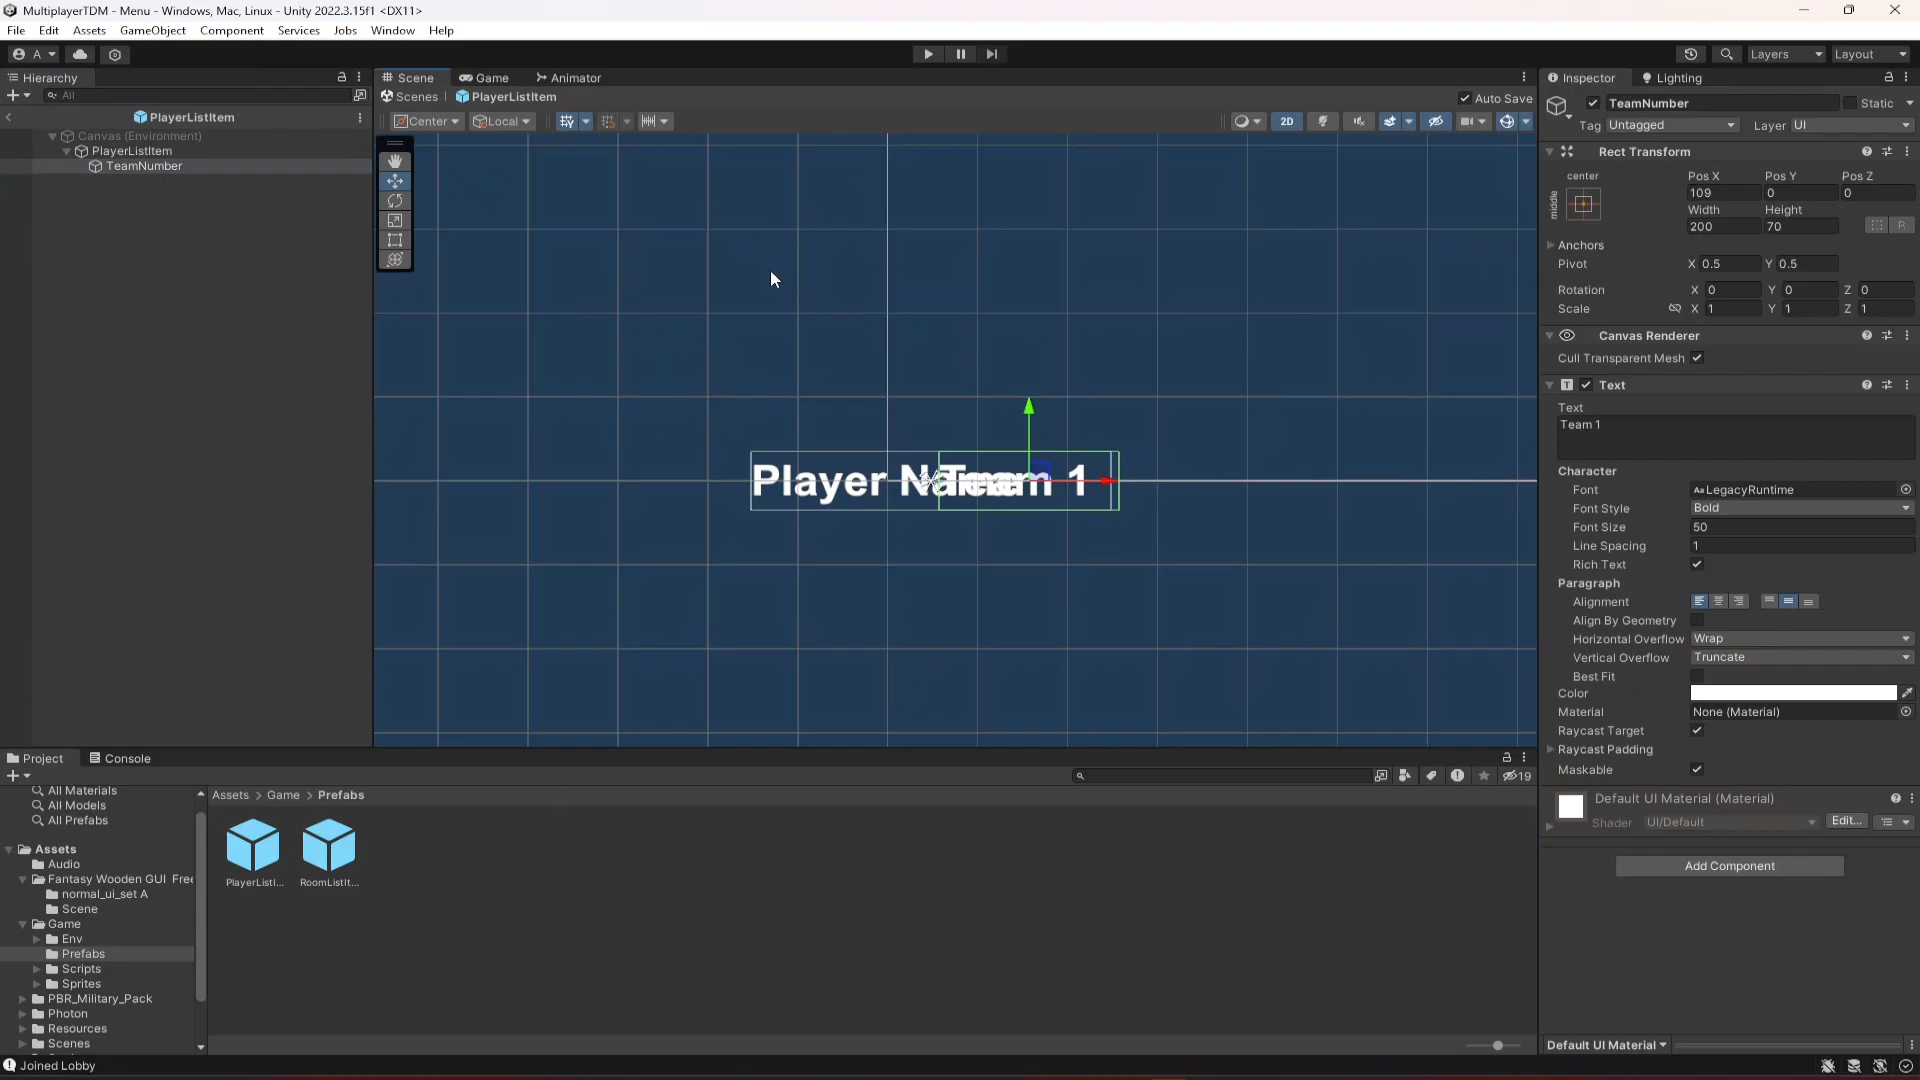 MultiplayerTDM - Menu - Windows, Mac, Linux - Unity 2022.3.15f1 <DX11>
File Edit Assets GameObject Component Services Jobs Window Help
A Layers Layout
Hierarchy Scene Game Animator Inspector Lighting
All
Scenes PlayerListItem Auto Save
TeamNumber Static
PlayerListItem
Center Local 2D
Tag Untagged Layer UI
Canvas (Environment)
PlayerListItem
TeamNumber
Rect Transform
center Pos X Pos Y Pos Z
middle 109 0 0
Width Height
200 70 R
Anchors
Pivot X 0.5 Y 0.5
Rotation X 0 Y 0 Z 0
Scale X 1 Y 1 Z 1
Canvas Renderer
Cull Transparent Mesh
Text
Text
Team 1
Player Name
Team 1
Character
Font LegacyRuntime
Font Style Bold
Font Size 50
Line Spacing 1
Rich Text
Paragraph
Alignment
Align By Geometry
Horizontal Overflow Wrap
Vertical Overflow Truncate
Best Fit
Color
Material None (Material)
Raycast Target
Raycast Padding
Maskable
Default UI Material (Material)
Shader UI/Default Edit...
Add Component
Default UI Material
Project Console
19
All Materials
All Models
All Prefabs
Assets
Audio
Fantasy Wooden GUI Free
normal_ui_set A
Scene
Game
Env
Prefabs
Scripts
Sprites
PBR_Military_Pack
Photon
Resources
Scenes
Assets > Game > Prefabs
PlayerListI... RoomListIt...
Joined Lobby